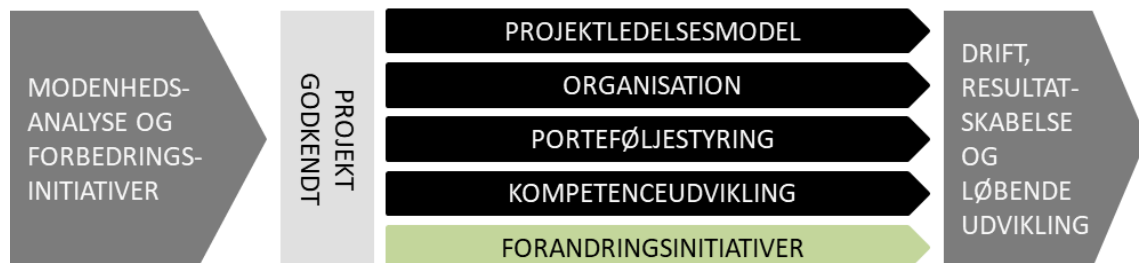 MODENHEDS-
ANALYSE OG
FORBEDRINGS-
INITIATIVER
PROJEKT
GODKENDT
PROJEKTLEDELSESMODEL
ORGANISATION
PORTEFØLJESTYRING
KOMPETENCEUDVIKLING
FORANDRINGSINITIATIVER
DRIFT,
RESULTAT-
SKABELSE
OG
LØBENDE
UDVIKLING